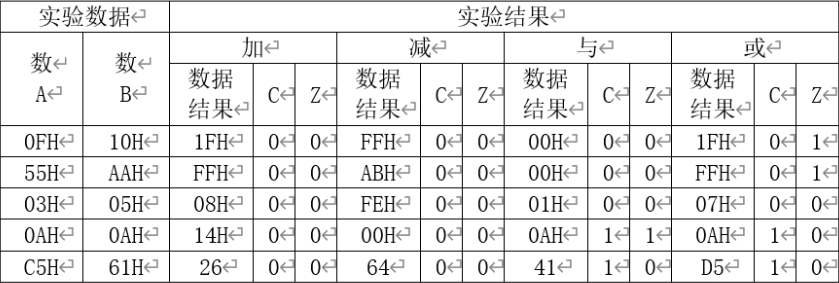 实验数据 实验结果
数 A 数 B 加 减 与 或
数据结果 C Z 数据结果 C Z 数据结果 C Z 数据结果 C Z
0FH 10H 1FH 0 0 FFH 0 0 00H 0 0 1FH 0 1
55H AAH FFH 0 0 ABH 0 0 00H 0 0 FFH 0 1
03H 05H 08H 0 0 FEH 0 0 01H 0 0 07H 0 0
0AH 0AH 14H 0 0 00H 0 0 0AH 1 1 0AH 1 0
C5H 61H 26 0 0 64 0 0 41 1 0 D5 1 0